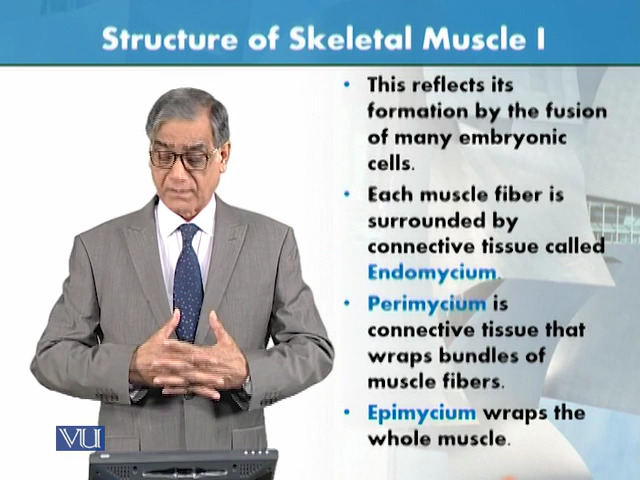 Structure of Skeletal Muscle I
• This reflects its
formation by the fusion
of many embryonic
cells.
• Each muscle fiber is
surrounded by
connective tissue called
Endomycium.
• Perimycium is
connective tissue that
wraps bundles of
muscle fibers.
• Epimycium wraps the
whole muscle.
VU